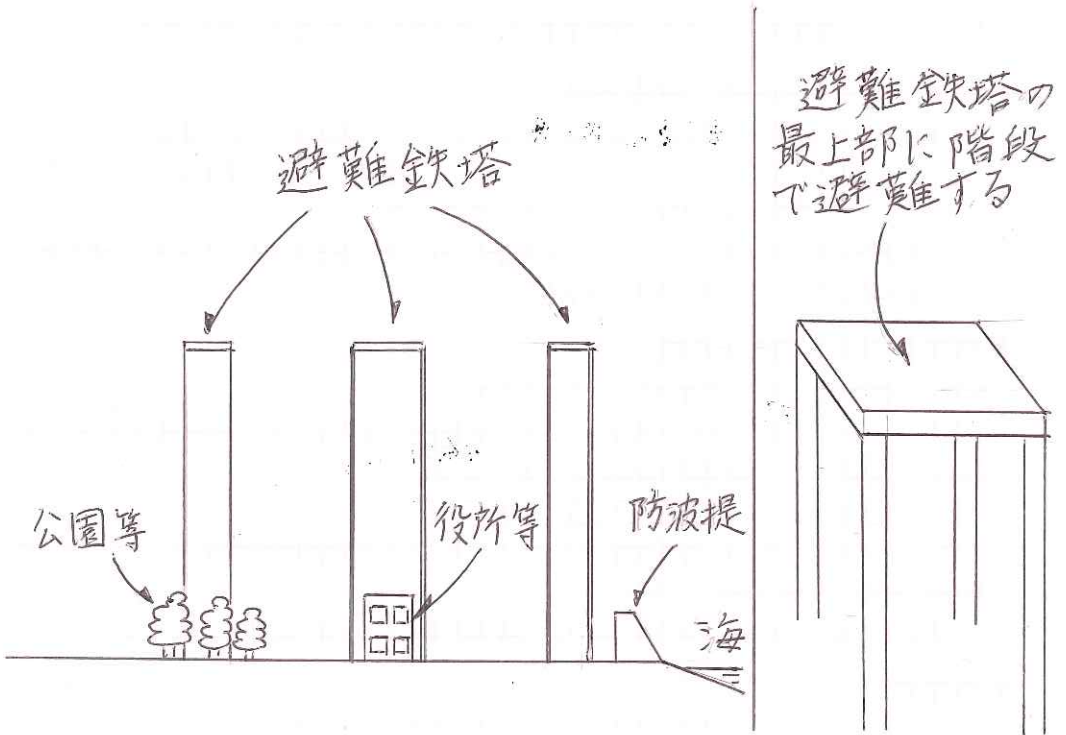 避難鉄塔
公園等
役所等
防波提
海
避難鉄塔の
最上部に階段
で避難する